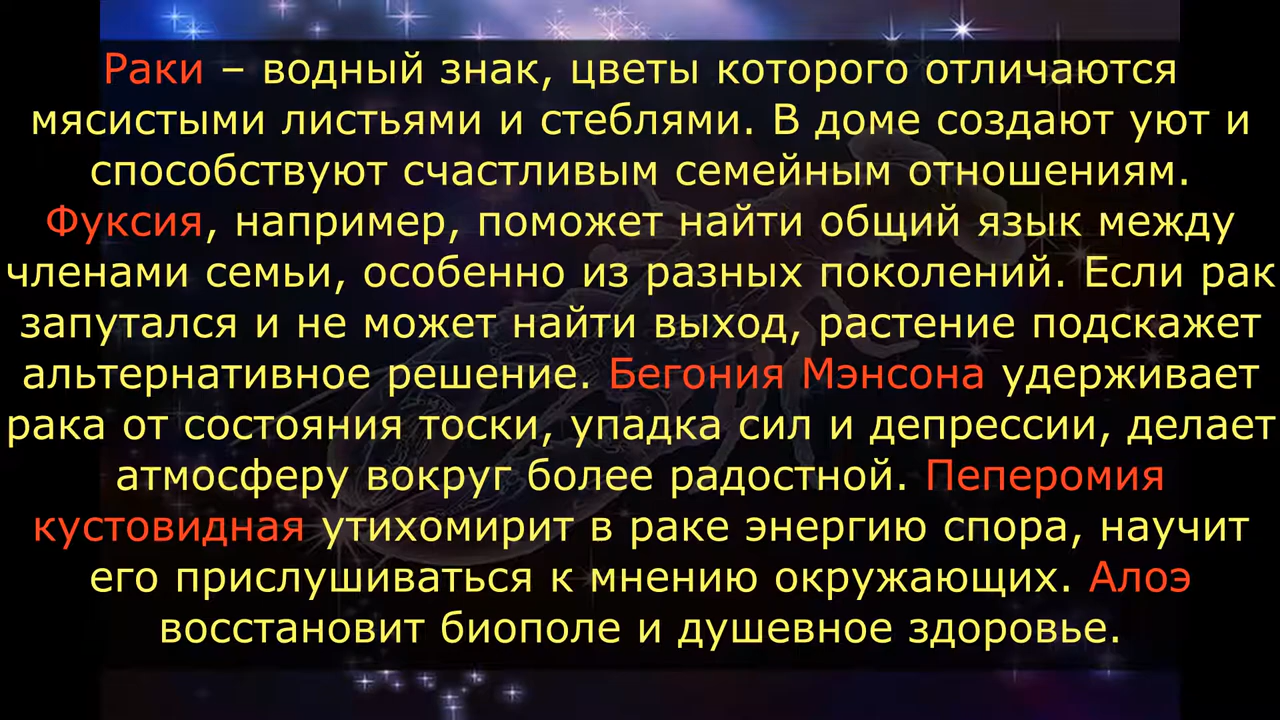 Раки – водный знак, цветы которого отличаются
мясистыми листьями и стеблями. В доме создают уют и
способствуют счастливым семейным отношениям.
Фуксия, например, поможет найти общий язык между
членами семьи, особенно из разных поколений. Если рак
запутался и не может найти выход, растение подскажет
альтернативное решение. Бегония Мэнсона удерживает
рака от состояния тоски, упадка сил и депрессии, делает
атмосферу вокруг более радостной. Пеперомия
кустовидная утихомирит в раке энергию спора, научит
его прислушиваться к мнению окружающих. Алоэ
восстановит биополе и душевное здоровье.